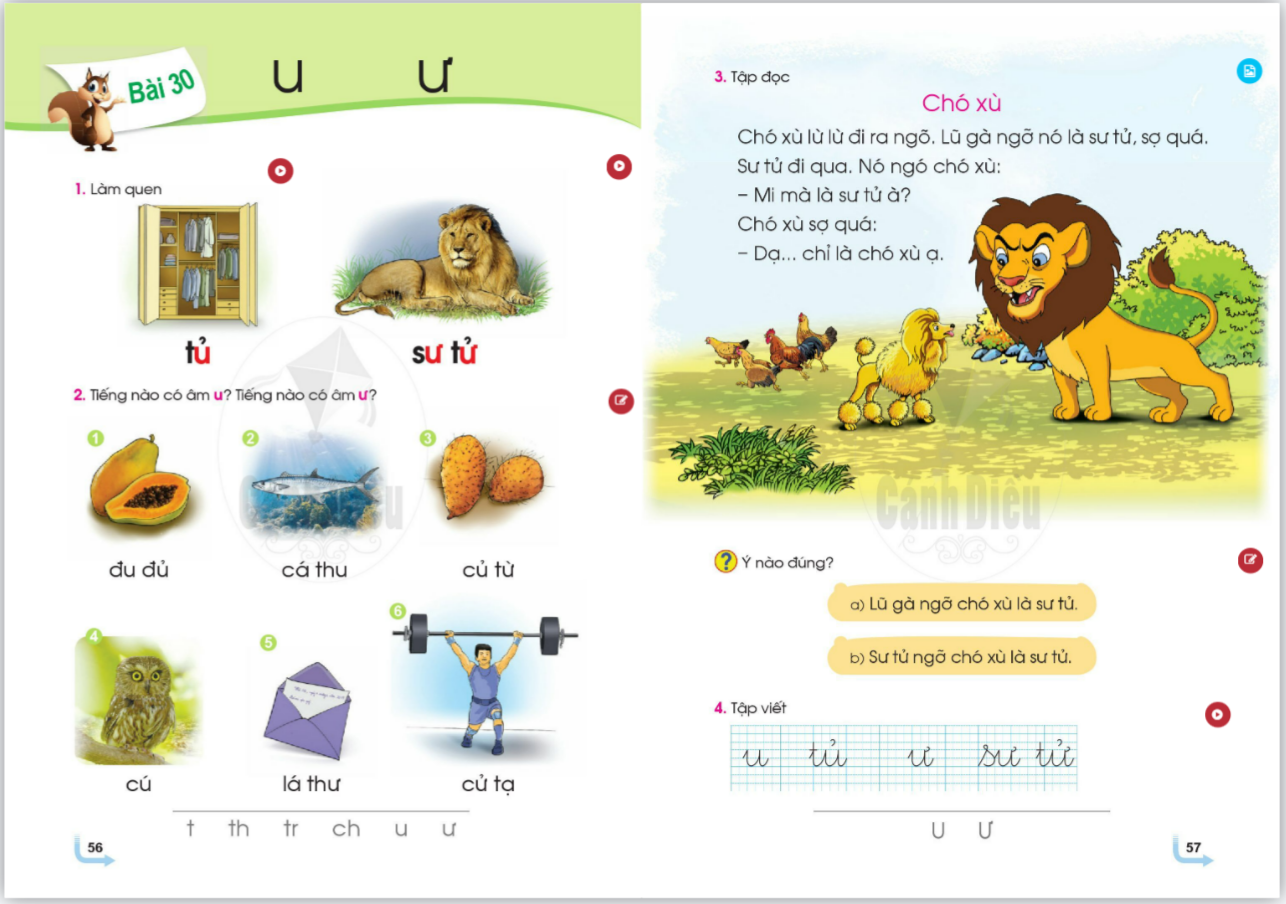 Bài 30
u ư
1. Làm quen
tủ
sư tử
2. Tiếng nào có âm u? Tiếng nào có âm ư?
1
2
3
đu đủ
cá thu
củ từ
4
5
6
cú
lá thư
cử tạ
t th tr ch u ư
56
3. Tập đọc
Chó xù
Chó xù lừ lừ đi ra ngõ. Lũ gà ngỡ nó là sư tử, sợ quá.
Sư tử đi qua. Nó ngó chó xù:
– Mi mà là sư tử à?
Chó xù sợ quá:
– Dạ... chỉ là chó xù ạ.
Cánh Diều
Cánh Diều
? Ý nào đúng?
a) Lũ gà ngỡ chó xù là sư tử.
b) Sư tử ngỡ chó xù là sư tử.
4. Tập viết
u tủ ư sư tử
U Ư
57